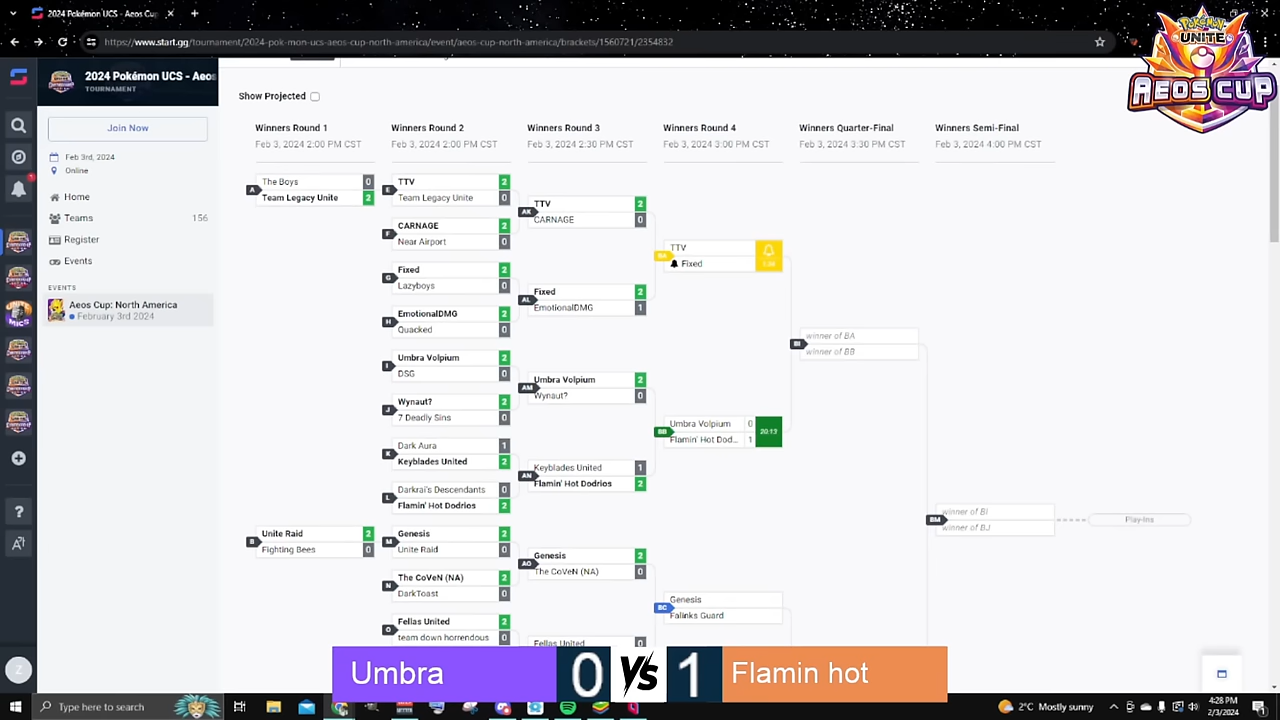 2024 Pokémon UCS - Aeos Cup
https://www.start.gg/tournament/2024-pok-mon-ucs-aeos-cup-north-america/event/aeos-cup-north-america/brackets/1560721/2354832
POKÉMON
UNITE
AEOS CUP
2024 Pokémon UCS - Aeos
TOURNAMENT
Join Now
Feb 3rd, 2024
Online
Home
Teams 156
Register
Events
EVENTS
Aeos Cup: North America
February 3rd 2024
Show Projected
Winners Round 1
Feb 3, 2024 2:00 PM CST
Winners Round 2
Feb 3, 2024 2:00 PM CST
Winners Round 3
Feb 3, 2024 2:30 PM CST
Winners Round 4
Feb 3, 2024 3:00 PM CST
Winners Quarter-Final
Feb 3, 2024 3:30 PM CST
Winners Semi-Final
Feb 3, 2024 4:00 PM CST
A
The Boys 0
Team Legacy Unite 2
B
Unite Raid 2
Fighting Bees 0
E
TTV 2
Team Legacy Unite 0
F
CARNAGE 2
Near Airport 0
G
Fixed 2
Lazyboys 0
H
EmotionalDMG 2
Quacked 0
I
Umbra Volpium 2
DSG 0
J
Wynaut? 2
7 Deadly Sins 0
K
Dark Aura 1
Keyblades United 2
L
Darkrai's Descendants 0
Flamin' Hot Dodrios 2
M
Genesis 2
Unite Raid 0
N
The CoVeN (NA) 2
DarkToast 0
O
Fellas United 2
team down horrendous 0
AK
TTV 2
CARNAGE 0
AL
Fixed 2
EmotionalDMG 1
AM
Umbra Volpium 2
Wynaut? 0
AN
Keyblades United 1
Flamin' Hot Dodrios 2
AO
Genesis 2
The CoVeN (NA) 0
Fellas United 0
BA
TTV
Fixed
BB
Umbra Volpium 0
Flamin' Hot Dod... 1
20:13
BC
Genesis
Falinks Guard
BI
winner of BA
winner of BB
BM
winner of BI
winner of BJ
Play-Ins
Umbra 0 VS 1 Flamin hot
Z
Type here to search
2°C Mostly sunny
4:28 PM
2/3/2024